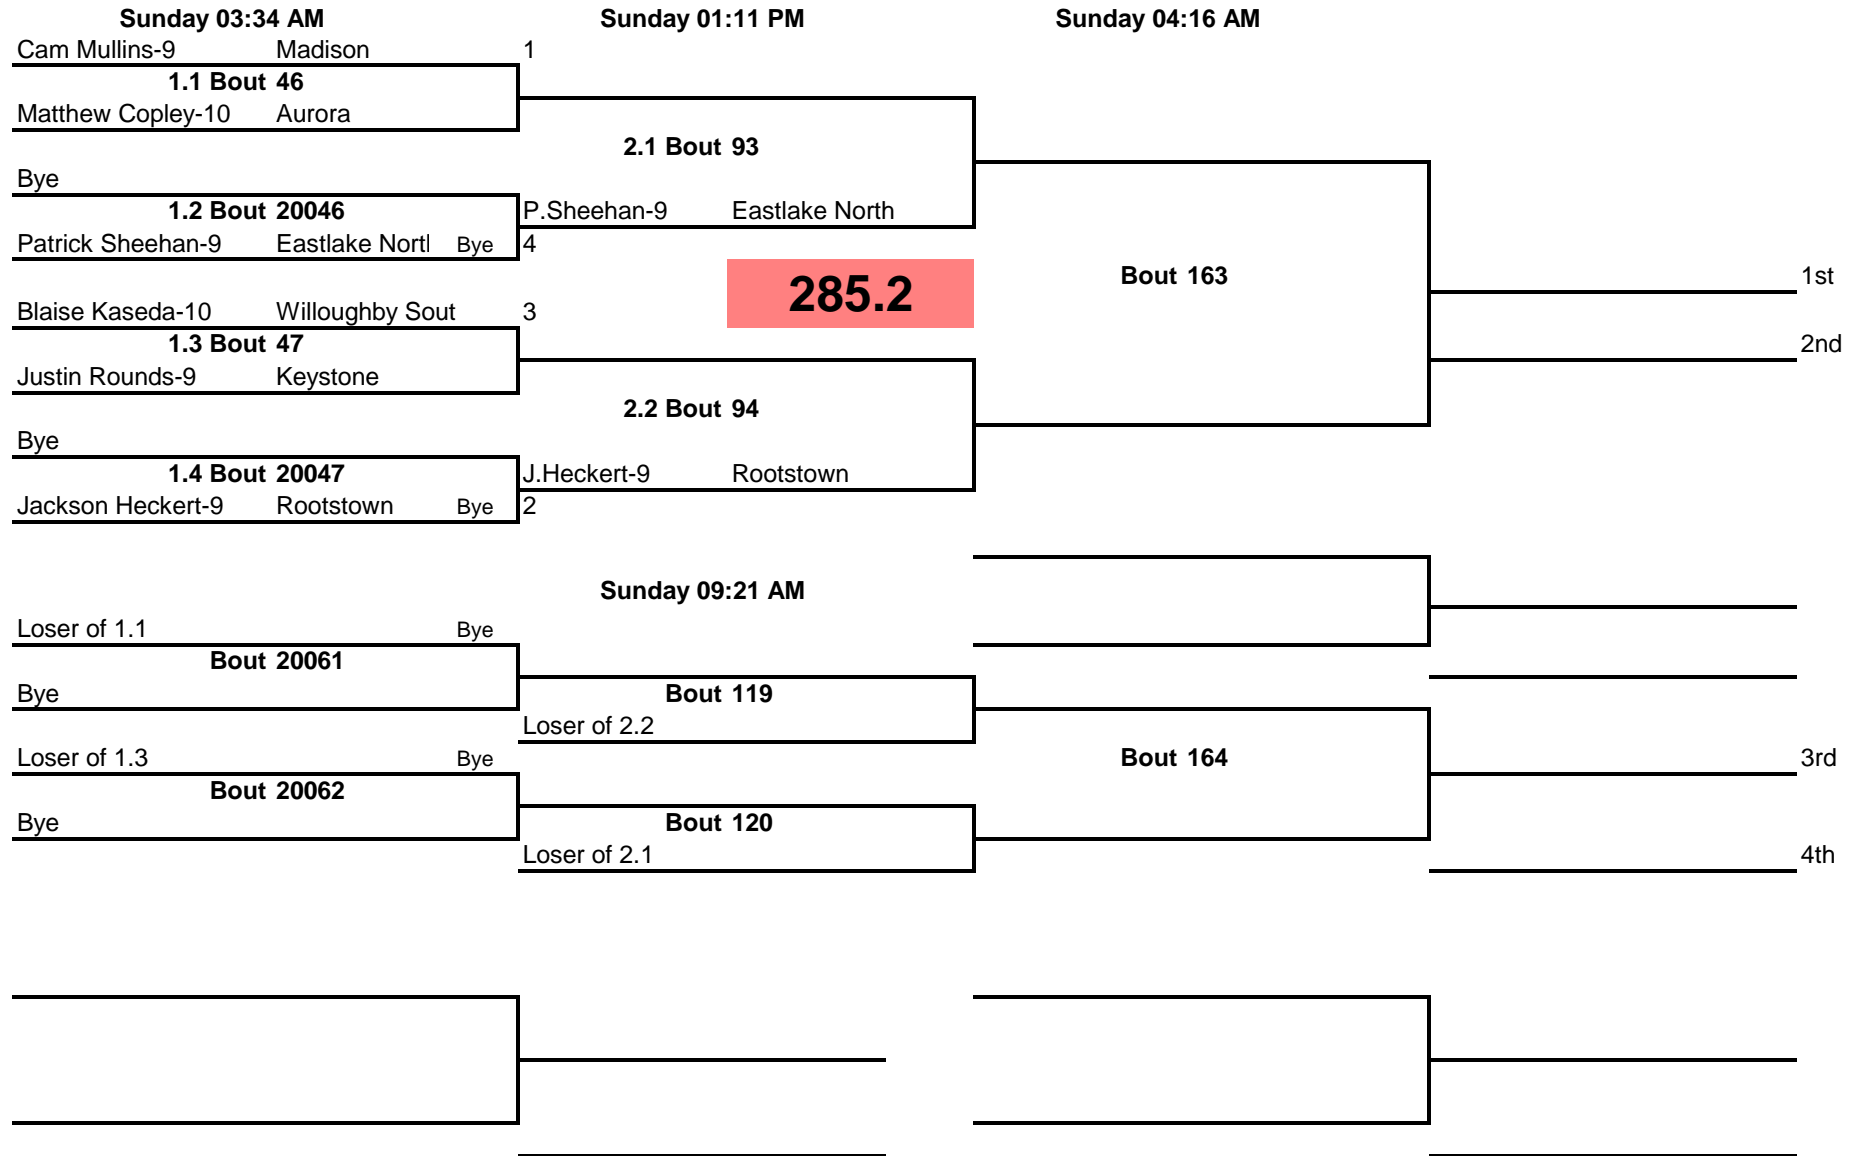 Sunday 03:34 AM Sunday 01:11 PM Sunday 04:16 AM
Cam Mullins-9 Madison 1
1.1 Bout 46
Matthew Copley-10 Aurora
2.1 Bout 93
Bye
1.2 Bout 20046 P.Sheehan-9 Eastlake North
Patrick Sheehan-9 Eastlake Nort Bye 4
Bout 163 1st
285.2
Blaise Kaseda-10 Willoughby Sout 3
1.3 Bout 47 2nd
Justin Rounds-9 Keystone
2.2 Bout 94
Bye
1.4 Bout 20047 J.Heckert-9 Rootstown
Jackson Heckert-9 Rootstown Bye 2
Sunday 09:21 AM
Loser of 1.1 Bye
Bout 20061
Bye Bout 119
Loser of 2.2
Loser of 1.3 Bye Bout 164 3rd
Bout 20062
Bye Bout 120
Loser of 2.1 4th